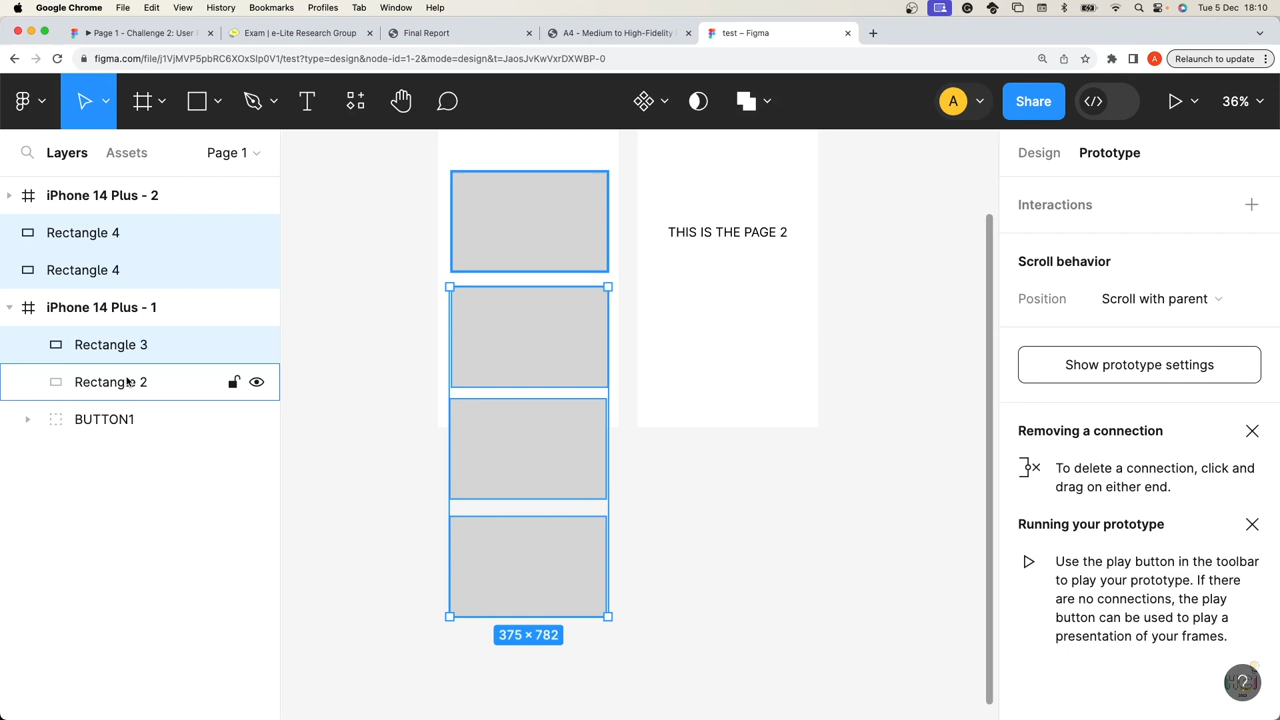 Google Chrome File Edit View History Bookmarks Profiles Tab Window Help Tue 5 Dec 18:10
Page 1 - Challenge 2: User
Exam | e-Lite Research Group
Final Report
A4 - Medium to High-Fidelity
test – Figma
figma.com/file/j1VjMVP5pbRC6XOxSIp0V1/test?type=design&node-id=1-2&mode=design&t=JaosJvKwVxrDXWBP-0
Relaunch to update
A
T
A
Share
36%
Layers
Assets
Page 1
Design
Prototype
iPhone 14 Plus - 2
Rectangle 4
Rectangle 4
iPhone 14 Plus - 1
Rectangle 3
Rectangle 2
BUTTON1
THIS IS THE PAGE 2
375 × 782
Interactions
Scroll behavior
Position
Scroll with parent
Show prototype settings
Removing a connection
To delete a connection, click and
drag on either end.
Running your prototype
Use the play button in the toolbar
to play your prototype. If there
are no connections, the play
button can be used to play a
presentation of your frames.
?